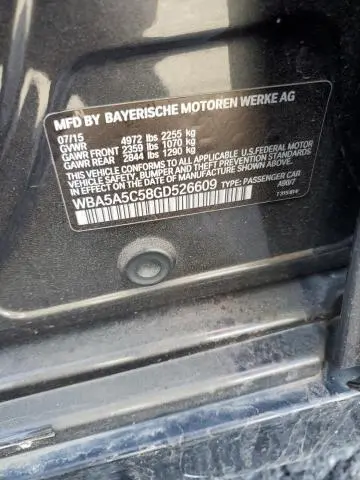 MFD BY BAYERISCHE MOTOREN WERKE AG
07/15
GVWR 4972 lbs 2255 kg
GAWR FRONT 2359 lbs 1070 kg
GAWR REAR 2844 lbs 1290 kg
THIS VEHICLE CONFORMS TO ALL APPLICABLE U.S.FEDERAL MOTOR
VEHICLE SAFETY, BUMPER, AND THEFT PREVENTION STANDARDS
IN EFFECT ON THE DATE OF MANUFACTURE SHOWN ABOVE.
WBA5A5C58GD526609 TYPE: PASSENGER CAR
A90/7